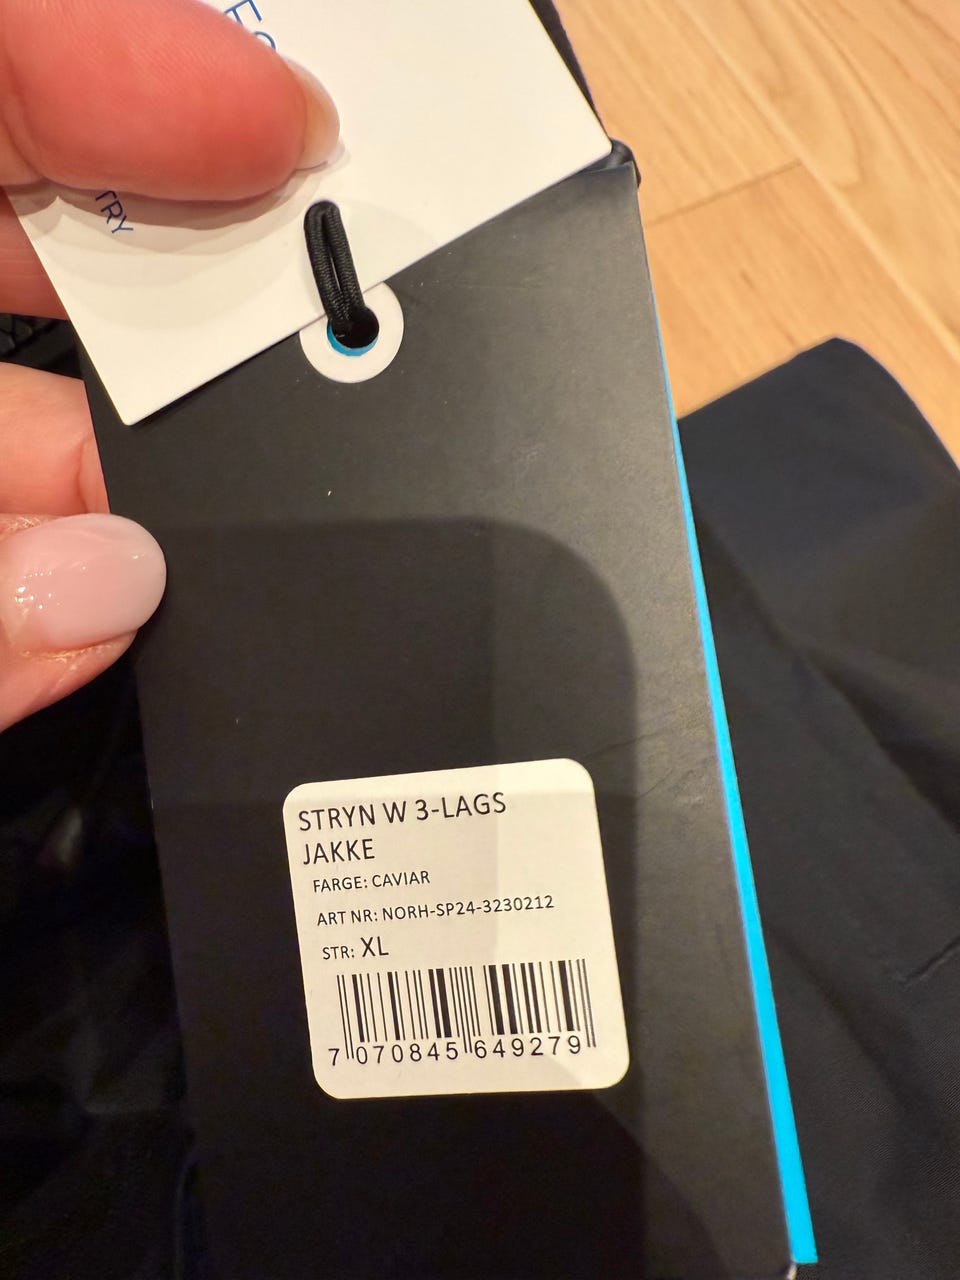 STRYN W 3-LAGS
JAKKE
FARGE: CAVIAR
ART NR: NORH-SP24-3230212
STR: XL
7 070845 649279